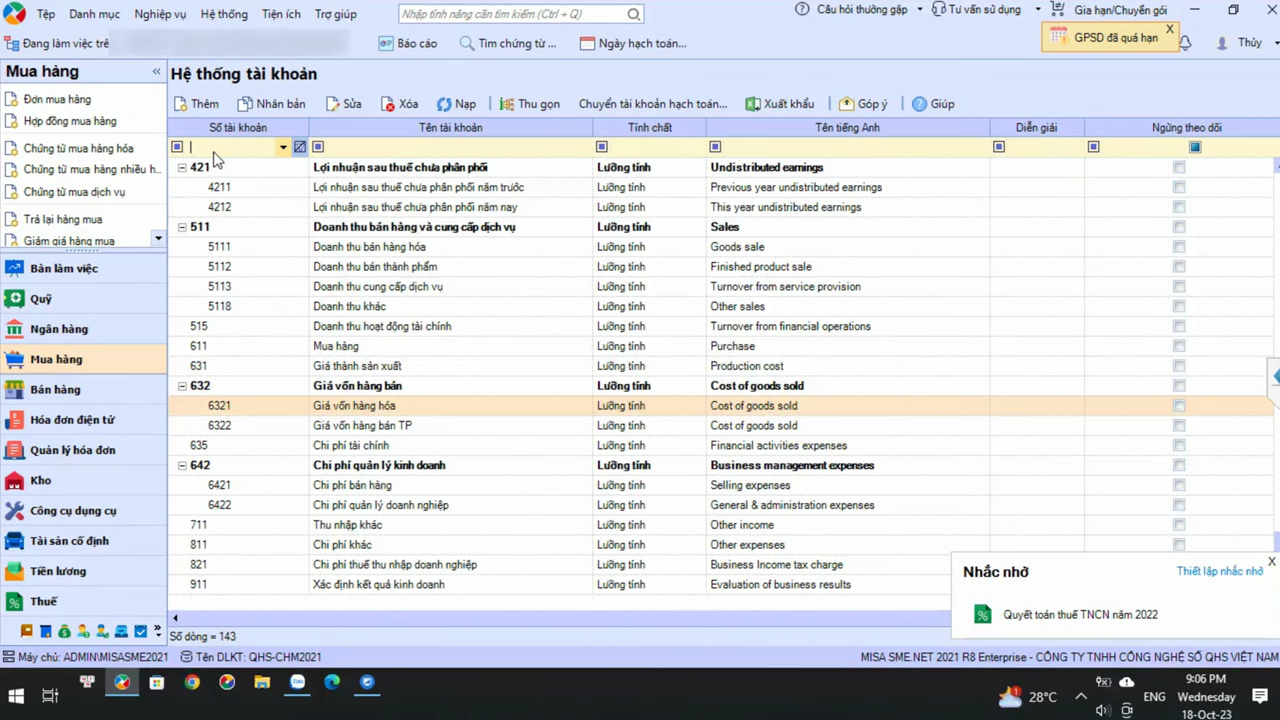 Tệp Danh mục Nghiệp vụ Hệ thống Tiện ích Trợ giúp Nhập tính năng cần tìm kiếm (Ctrl + Q) Câu hỏi thường gặp Tư vấn sử dụng Gia hạn/Chuyển gói
Đang làm việc trê Báo cáo Tìm chứng từ ... Ngày hạch toán... GPSD đã quá hạn X Thủy
Mua hàng «
Đơn mua hàng
Hợp đồng mua hàng
Chứng từ mua hàng hóa
Chứng từ mua hàng nhiều h...
Chứng từ mua dịch vụ
Trả lại hàng mua
Giảm giá hàng mua
Bàn làm việc
Quỹ
Ngân hàng
Mua hàng
Bán hàng
Hóa đơn điện tử
Quản lý hóa đơn
Kho
Công cụ dụng cụ
Tài sản cố định
Tiền lương
Thuế
Hệ thống tài khoản
Thêm Nhân bản Sửa Xóa Nạp Thu gọn Chuyển tài khoản hạch toán... Xuất khẩu Góp ý Giúp
Số tài khoản Tên tài khoản Tính chất Tên tiếng Anh Diễn giải Ngừng theo dõi
421 Lợi nhuận sau thuế chưa phân phối Lưỡng tính Undistributed earnings
4211 Lợi nhuận sau thuế chưa phân phối năm trước Lưỡng tính Previous year undistributed earnings
4212 Lợi nhuận sau thuế chưa phân phối năm nay Lưỡng tính This year undistributed earnings
511 Doanh thu bán hàng và cung cấp dịch vụ Lưỡng tính Sales
5111 Doanh thu bán hàng hóa Lưỡng tính Goods sale
5112 Doanh thu bán thành phẩm Lưỡng tính Finished product sale
5113 Doanh thu cung cấp dịch vụ Lưỡng tính Turnover from service provision
5118 Doanh thu khác Lưỡng tính Other sales
515 Doanh thu hoạt động tài chính Lưỡng tính Turnover from financial operations
611 Mua hàng Lưỡng tính Purchase
631 Giá thành sản xuất Lưỡng tính Production cost
632 Giá vốn hàng bán Lưỡng tính Cost of goods sold
6321 Giá vốn hàng hóa Lưỡng tính Cost of goods sold
6322 Giá vốn hàng bán TP Lưỡng tính Cost of goods sold
635 Chi phí tài chính Lưỡng tính Financial activities expenses
642 Chi phí quản lý kinh doanh Lưỡng tính Business management expenses
6421 Chi phí bán hàng Lưỡng tính Selling expenses
6422 Chi phí quản lý doanh nghiệp Lưỡng tính General & administration expenses
711 Thu nhập khác Lưỡng tính Other income
811 Chi phí khác Lưỡng tính Other expenses
821 Chi phí thuế thu nhập doanh nghiệp Lưỡng tính Business Income tax charge
911 Xác định kết quả kinh doanh Lưỡng tính Evaluation of business results
Số dòng = 143
X
Nhắc nhở Thiết lập nhắc nhở
Quyết toán thuế TNCN năm 2022
Máy chủ: ADMIN\MISASME2021 Tên DLKT: QHS-CHM2021 MISA SME.NET 2021 R8 Enterprise - CÔNG TY TNHH CÔNG NGHỆ SỐ QHS VIỆT NAM
Zalo 1 28°C ENG 9:06 PM
Wednesday
18-Oct-23